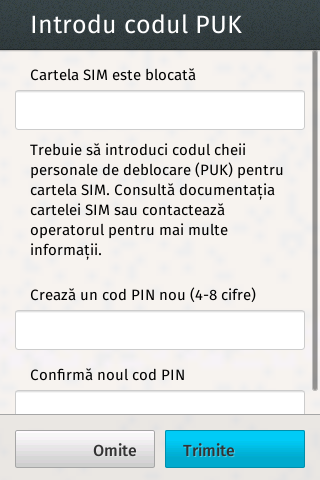 Introdu codul PUK
Cartela SIM este blocată
Trebuie să introduci codul cheii
personale de deblocare (PUK) pentru
cartela SIM. Consultă documentația
cartelei SIM sau contactează
operatorul pentru mai multe
informații.
Crează un cod PIN nou (4-8 cifre)
Confirmă noul cod PIN
Omite
Trimite